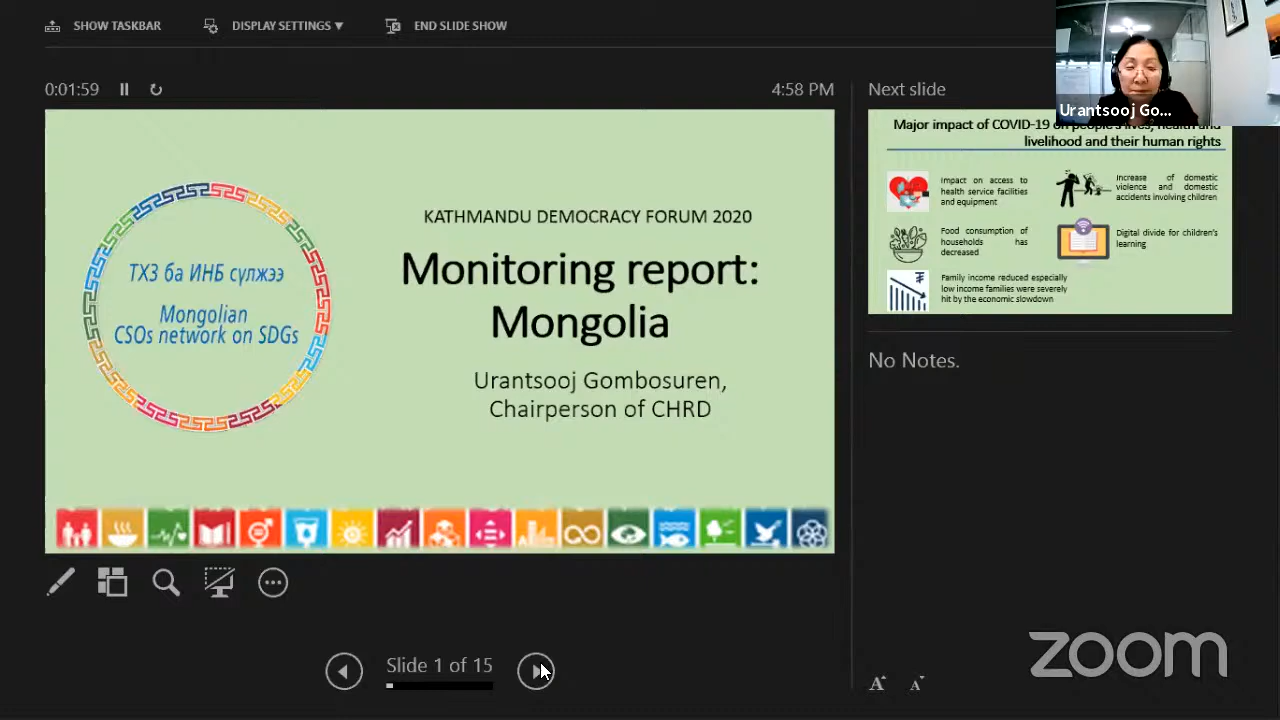 SHOW TASKBAR
DISPLAY SETTINGS ▼
END SLIDE SHOW
0:01:59
4:58 PM
Next slide
Urantsooj Go...
ТХЗ ба ИНБ сүлжээ
Mongolian
CSOs network on SDGs
KATHMANDU DEMOCRACY FORUM 2020
Monitoring report:
Mongolia
Urantsooj Gombosuren,
Chairperson of CHRD
Major impact of COVID-19 on people's lives, health and
livelihood and their human rights
Impact on access to
health service facilities
and equipment
Increase of domestic
violence and domestic
accidents involving children
Food consumption of
households has
decreased
Digital divide for children's
learning
Family income reduced especially
low income families were severely
hit by the economic slowdown
No Notes.
Slide 1 of 15
A A
zoom